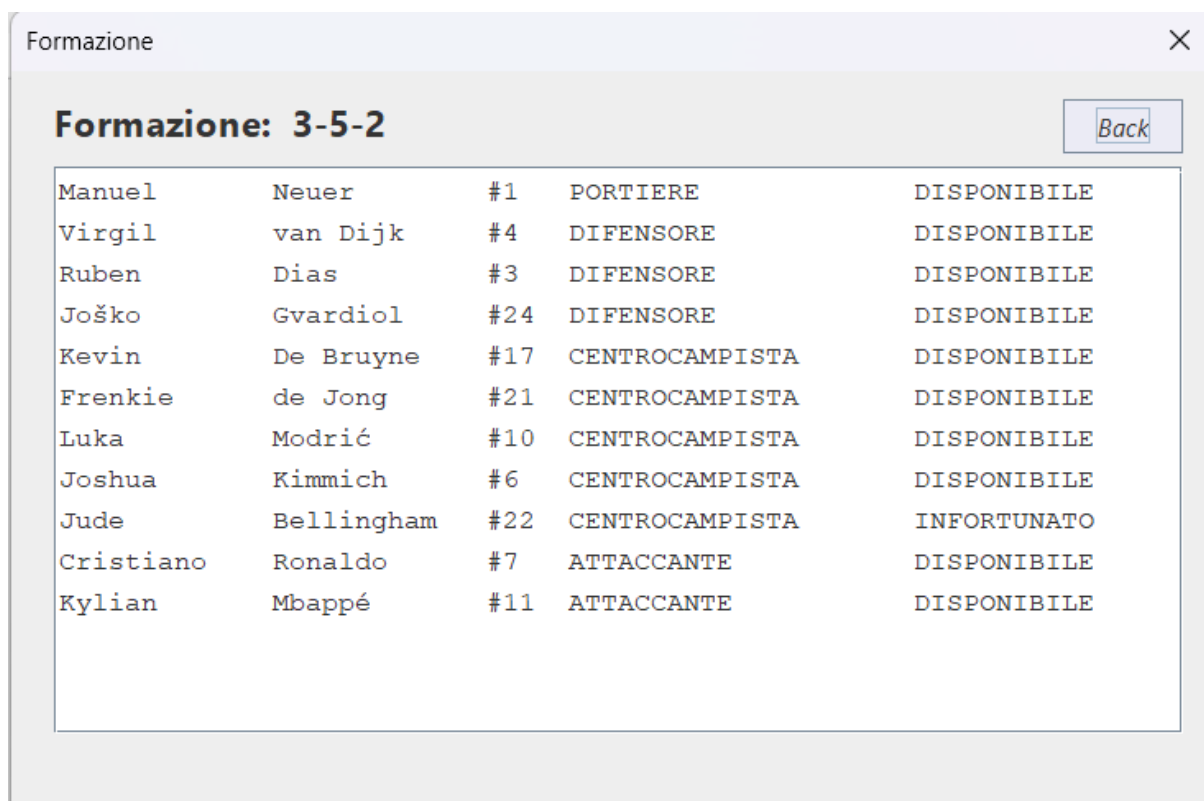 Formazione
Formazione: 3-5-2
Back
Manuel Neuer #1 PORTIERE DISPONIBILE
Virgil van Dijk #4 DIFENSORE DISPONIBILE
Ruben Dias #3 DIFENSORE DISPONIBILE
Joško Gvardiol #24 DIFENSORE DISPONIBILE
Kevin De Bruyne #17 CENTROCAMPISTA DISPONIBILE
Frenkie de Jong #21 CENTROCAMPISTA DISPONIBILE
Luka Modrić #10 CENTROCAMPISTA DISPONIBILE
Joshua Kimmich #6 CENTROCAMPISTA DISPONIBILE
Jude Bellingham #22 CENTROCAMPISTA INFORTUNATO
Cristiano Ronaldo #7 ATTACCANTE DISPONIBILE
Kylian Mbappé #11 ATTACCANTE DISPONIBILE